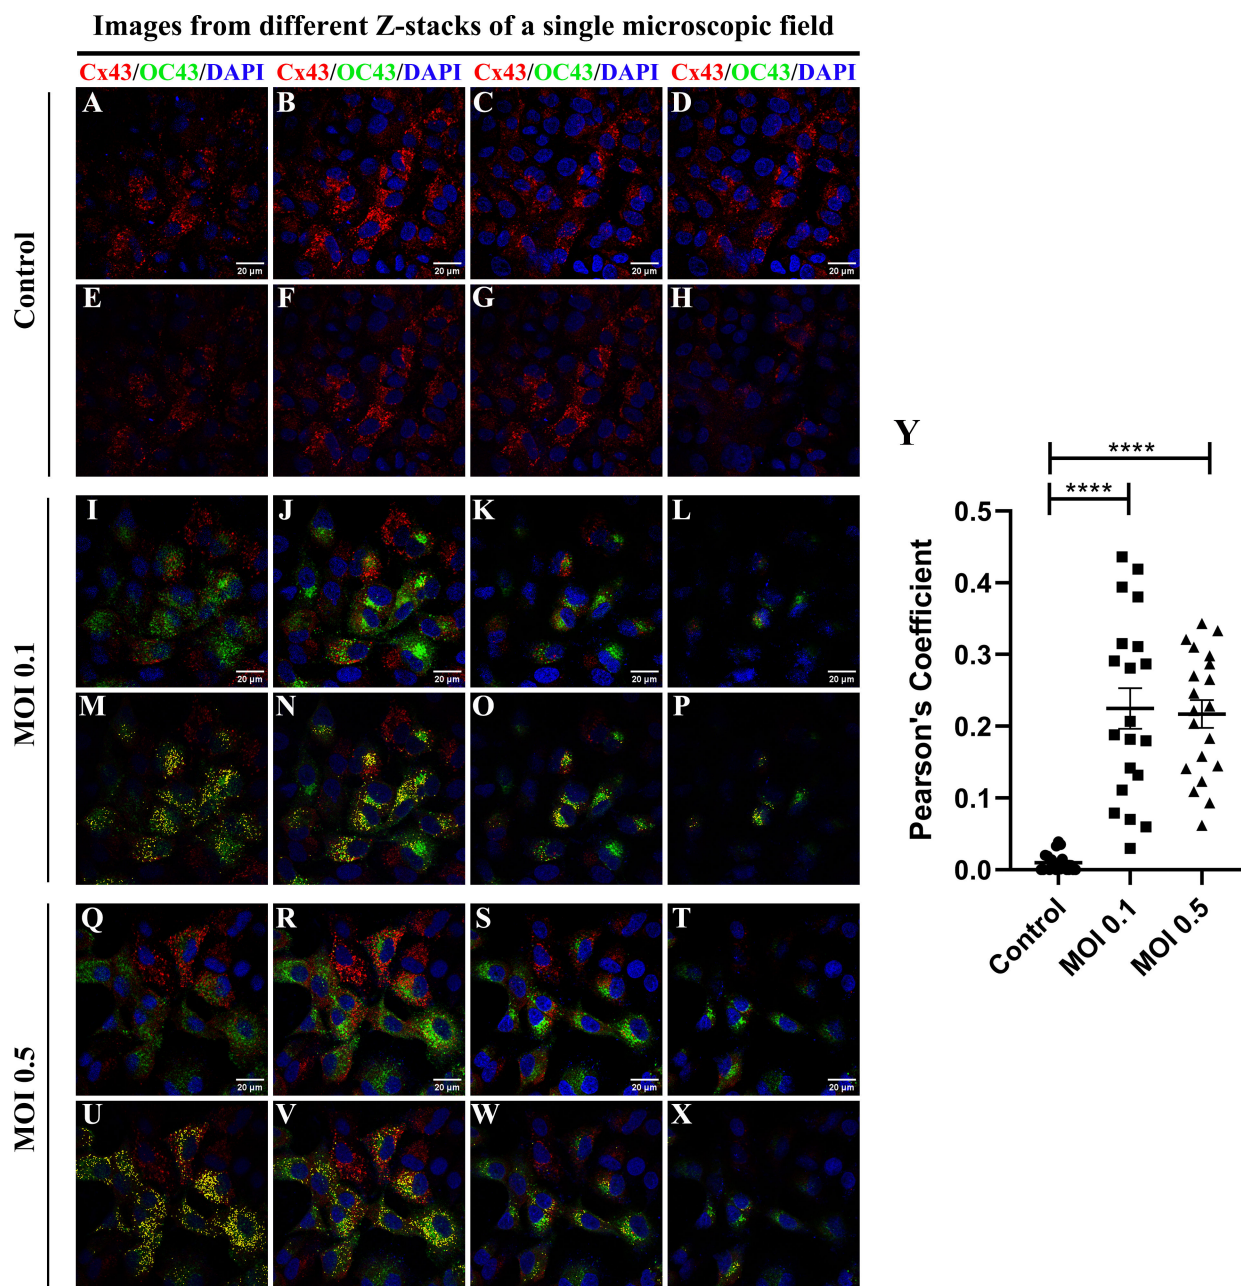 Images from different Z-stacks of a single microscopic field
Cx43/OC43/DAPI Cx43/OC43/DAPI Cx43/OC43/DAPI Cx43/OC43/DAPI
Control
A B C D
20 µm 20 µm 20 µm 20 µm
E F G H
MOI 0.1
I J K L
20 µm 20 µm 20 µm 20 µm
M N O P
MOI 0.5
Q R S T
20 µm 20 µm 20 µm 20 µm
U V W X
Y
****
****
Pearson's Coefficient
0.5
0.4
0.3
0.2
0.1
0.0
Control MOI 0.1 MOI 0.5